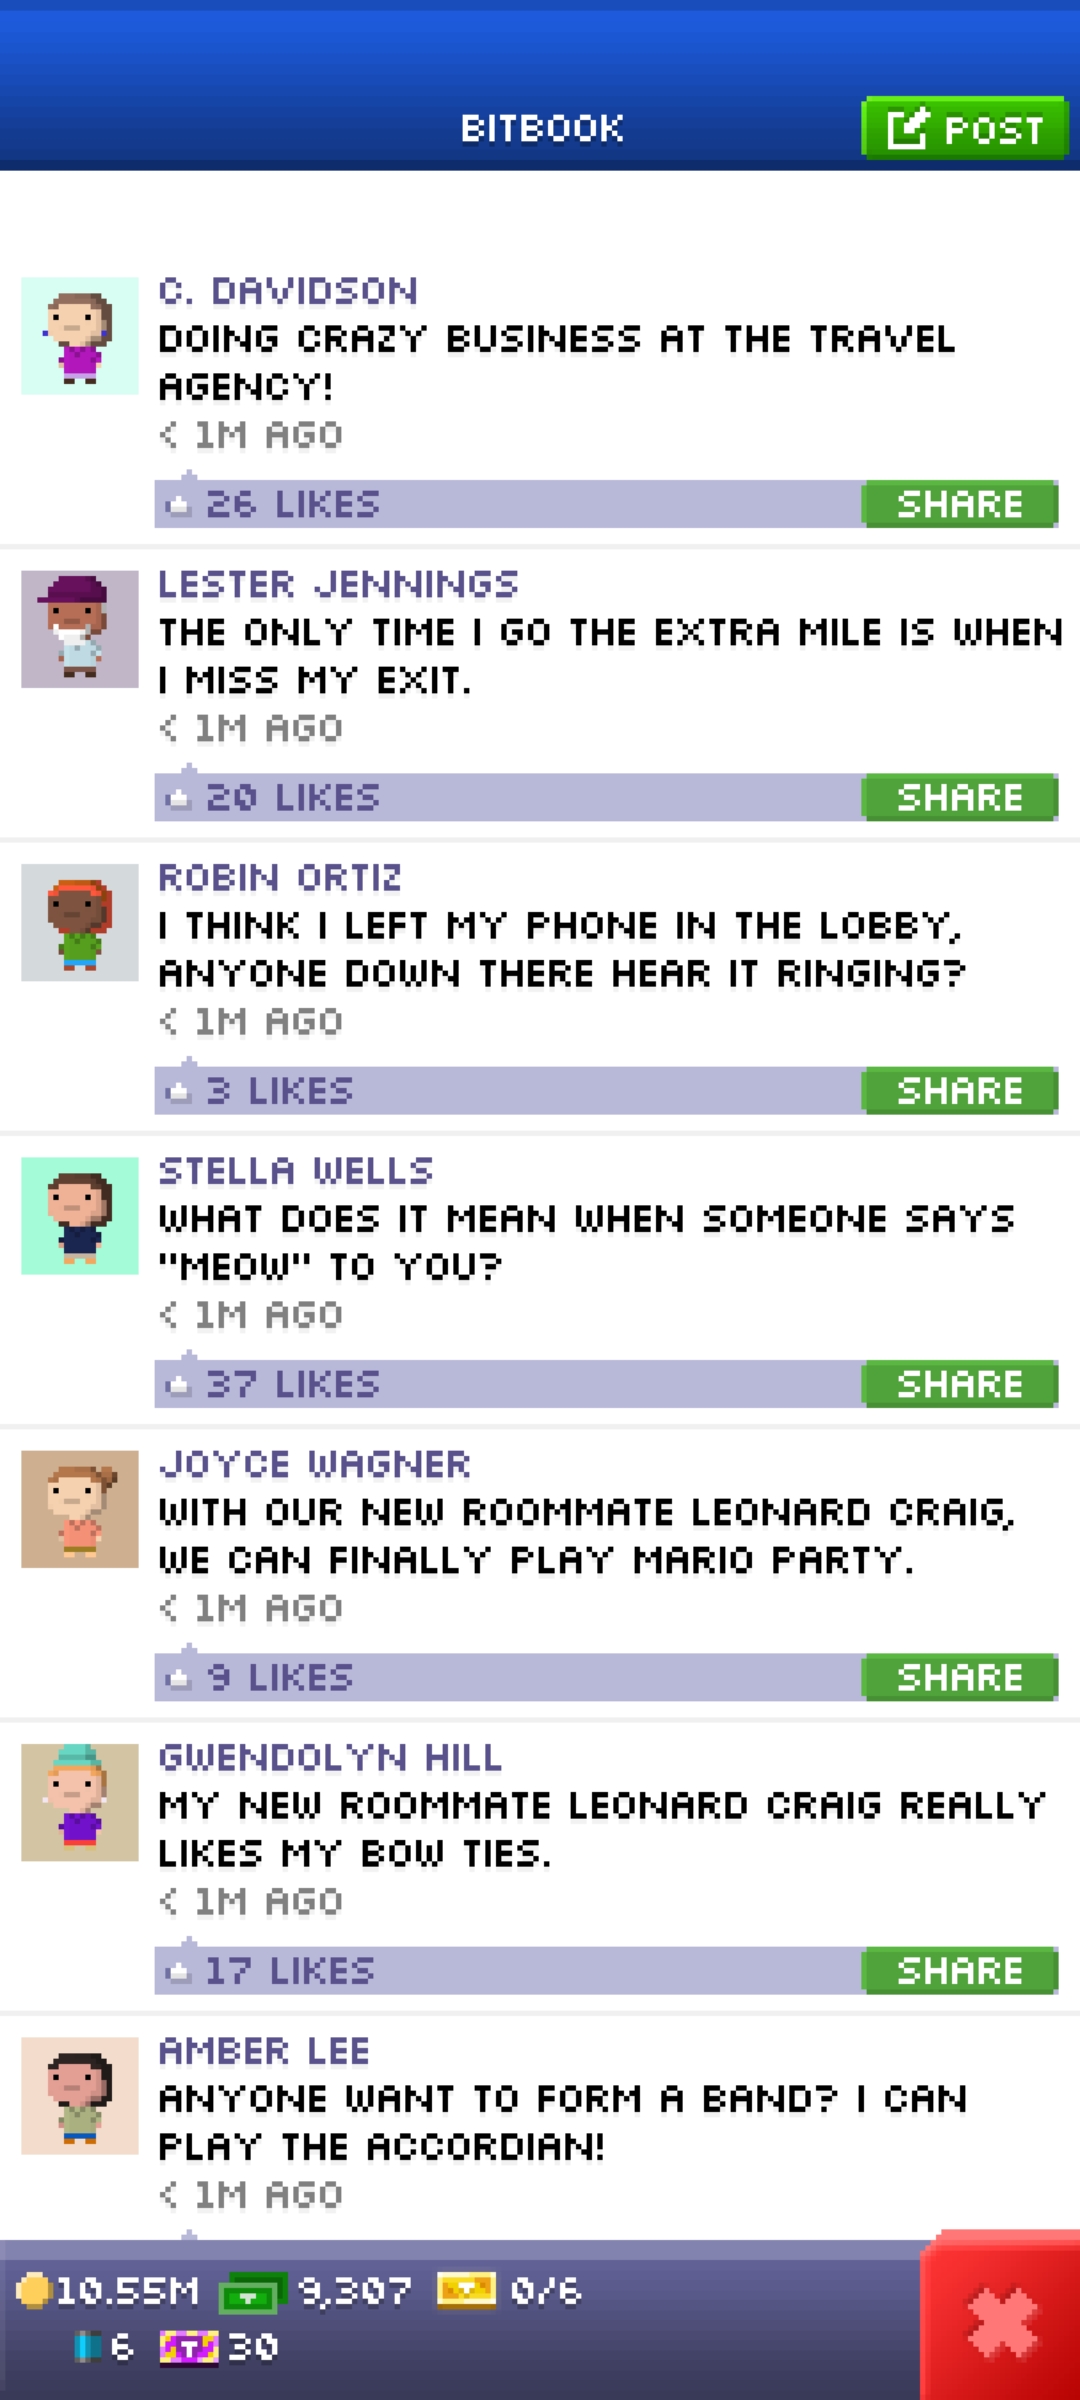 BITBOOK
POST
C. DAVIDSON
DOING CRAZY BUSINESS AT THE TRAVEL
AGENCY!
< 1M AGO
26 LIKES
SHARE
LESTER JENNINGS
THE ONLY TIME I GO THE EXTRA MILE IS WHEN
I MISS MY EXIT.
< 1M AGO
20 LIKES
SHARE
ROBIN ORTIZ
I THINK I LEFT MY PHONE IN THE LOBBY,
ANYONE DOWN THERE HEAR IT RINGING?
< 1M AGO
3 LIKES
SHARE
STELLA WELLS
WHAT DOES IT MEAN WHEN SOMEONE SAYS
"MEOW" TO YOU?
< 1M AGO
37 LIKES
SHARE
JOYCE WAGNER
WITH OUR NEW ROOMMATE LEONARD CRAIG,
WE CAN FINALLY PLAY MARIO PARTY.
< 1M AGO
9 LIKES
SHARE
GWENDOLYN HILL
MY NEW ROOMMATE LEONARD CRAIG REALLY
LIKES MY BOW TIES.
< 1M AGO
17 LIKES
SHARE
AMBER LEE
ANYONE WANT TO FORM A BAND? I CAN
PLAY THE ACCORDIAN!
< 1M AGO
10.55M 9,307 0/6
6 T 30